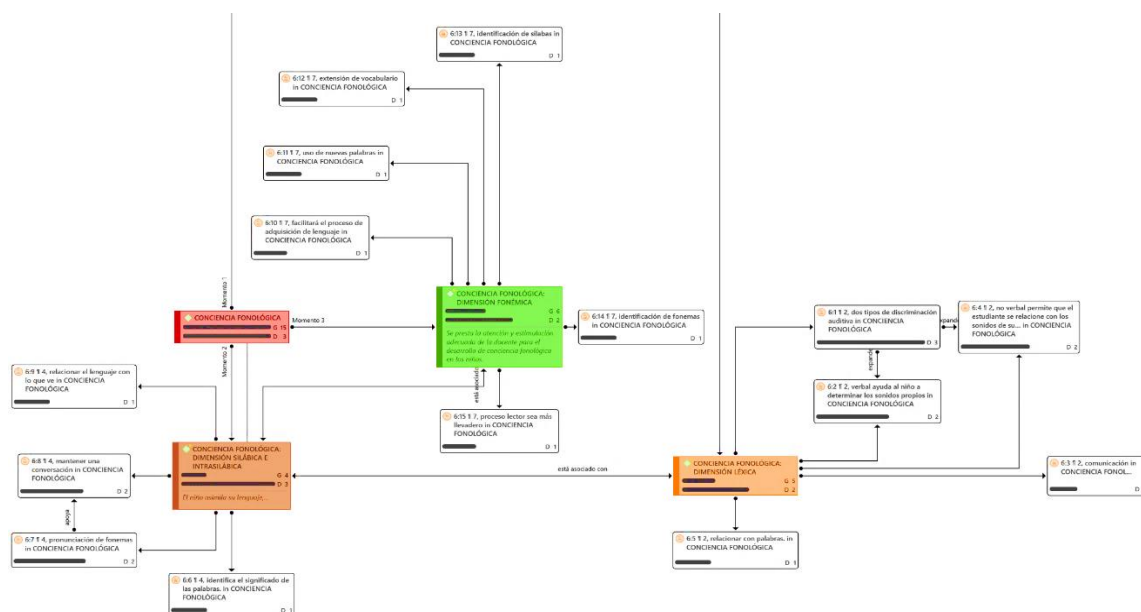 6:13 ¶ 7, identificación de sílabas in
CONCIENCIA FONOLÓGICA
D 1
6:12 ¶ 7, extensión de vocabulario
in CONCIENCIA FONOLÓGICA
D 1
6:11 ¶ 7, uso de nuevas palabras in
CONCIENCIA FONOLÓGICA
D 1
6:10 ¶ 7, facilitará el proceso de
adquisición de lenguaje in
CONCIENCIA FONOLÓGICA
D 1
Momento 1
CONCIENCIA FONOLÓGICA
G 15
D 3
Momento 3
Momento 2
CONCIENCIA FONOLÓGICA:
DIMENSIÓN FONÉMICA
G 6
D 2
Se presta la atención y estimulación
adecuada de la docente para el
desarrollo de conciencia fonológica
en los niños.
6:14 ¶ 7, identificación de fonemas
in CONCIENCIA FONOLÓGICA
D 1
6:1 ¶ 2, dos tipos de discriminación
auditiva in CONCIENCIA
FONOLÓGICA
D 3
expande
6:4 ¶ 2, no verbal permite que el
estudiante se relacione con los
sonidos de su... in CONCIENCIA
FONOLÓGICA
D 2
expande
6:9 ¶ 4, relacionar el lenguaje con
lo que ve in CONCIENCIA
FONOLÓGICA
D 1
está asociado
6:2 ¶ 2, verbal ayuda al niño a
determinar los sonidos propios in
CONCIENCIA FONOLÓGICA
D 2
6:15 ¶ 7, proceso lector sea más
llevadero in CONCIENCIA
FONOLÓGICA
D 1
6:8 ¶ 4, mantener una
conversación in CONCIENCIA
FONOLÓGICA
D 2
apoya
CONCIENCIA FONOLÓGICA:
DIMENSIÓN SILÁBICA E
INTRASILÁBICA
G 4
D 3
El niño usando su lenguaje,...
está asociado con
CONCIENCIA FONOLÓGICA:
DIMENSIÓN LÉXICA
G 5
D 2
6:3 ¶ 2, comunicación in
CONCIENCIA FONOL...
D
6:7 ¶ 4, pronunciación de fonemas
in CONCIENCIA FONOLÓGICA
D 2
6:5 ¶ 2, relacionar con palabras. in
CONCIENCIA FONOLÓGICA
D 1
6:6 ¶ 4, identifica el significado de
las palabras. in CONCIENCIA
FONOLÓGICA
D 1